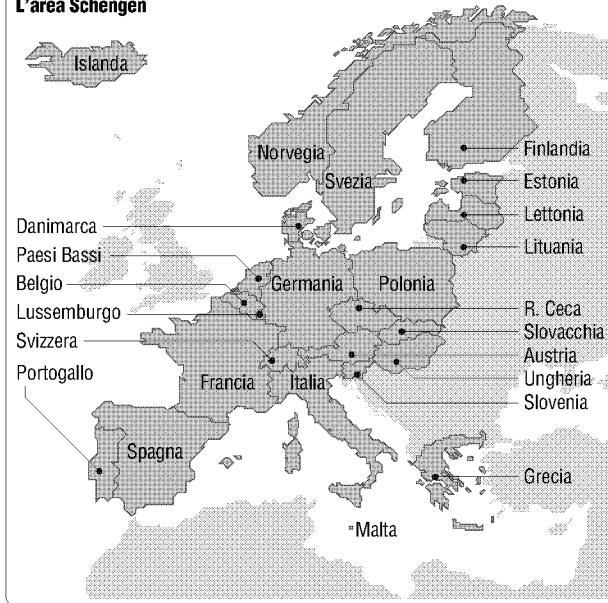 L'area Schengen
Islanda
Norvegia
Svezia
Finlandia
Estonia
Lettonia
Lituania
Danimarca
Paesi Bassi
Belgio
Lussemburgo
Svizzera
Portogallo
Germania
Polonia
R. Ceca
Slovacchia
Austria
Ungheria
Slovenia
Francia
Italia
Spagna
Grecia
Malta